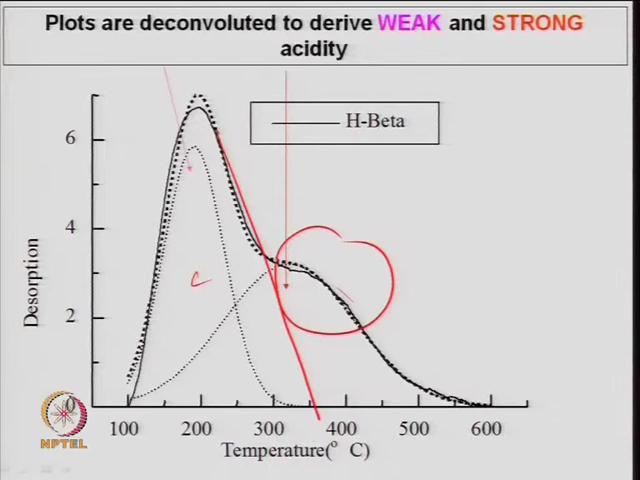 Plots are deconvoluted to derive WEAK and STRONG
acidity
H-Beta
6
4
2
0
Desorption
100 200 300 400 500 600
Temperature(° C)
NPTEL